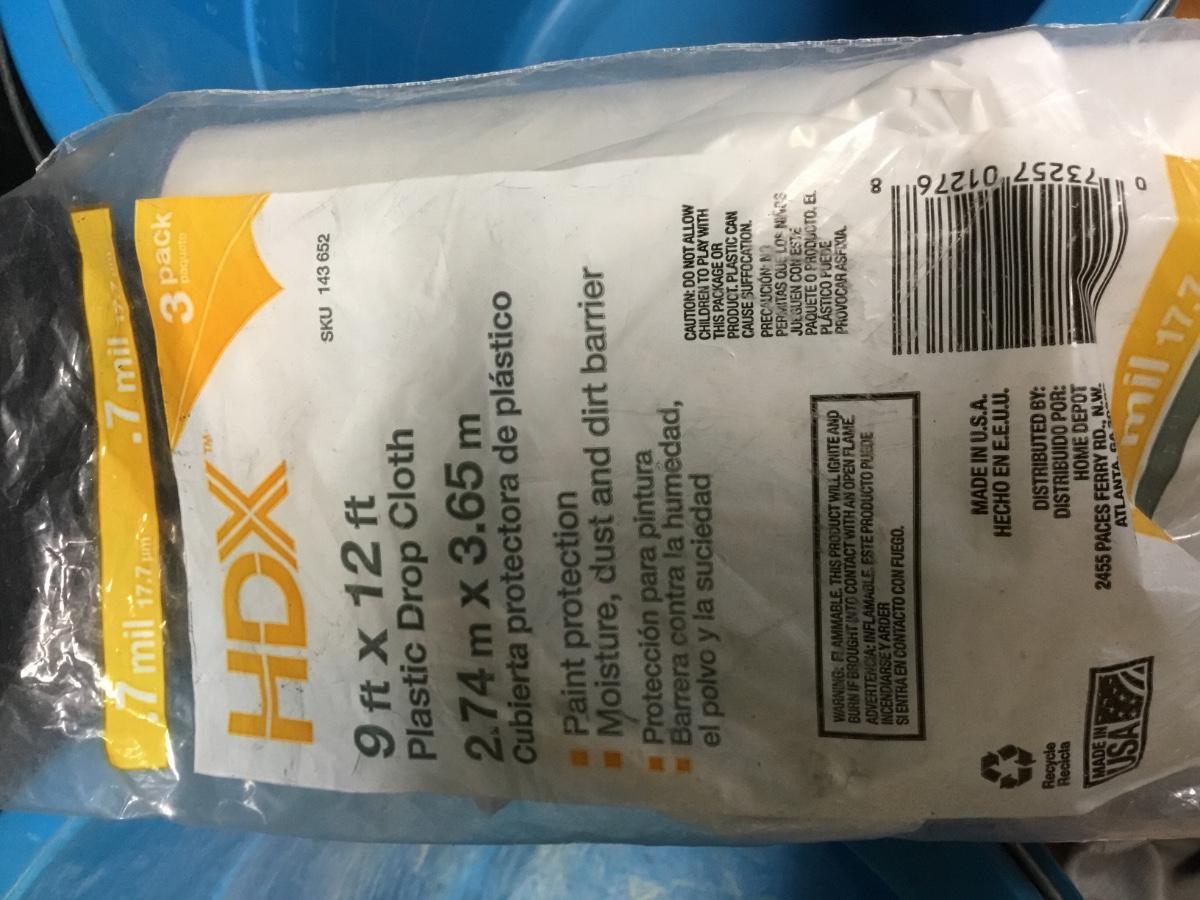 .7 mil 17.7 µm
.7 mil
3 pack
paquete
HDX™
SKU 143 652
9 ft x 12 ft
Plastic Drop Cloth
2.74 m x 3.65 m
Cubierta protectora de plástico
Paint protection
Moisture, dust and dirt barrier
Protección para pintura
Barrera contra la humedad,
el polvo y la suciedad
CAUTION: DO NOT ALLOW
CHILDREN TO PLAY WITH
THIS PACKAGE OR
PRODUCT. PLASTIC CAN
CAUSE SUFFOCATION.
PRECAUCIÓN: NO
PERMITAS QUE LOS NIÑOS
JUEGUEN CON ESTE
PAQUETE O PRODUCTO. EL
PLÁSTICO PUEDE
PROVOCAR ASFIXIA.
WARNING: FLAMMABLE. THIS PRODUCT WILL IGNITE AND
BURN IF BROUGHT INTO CONTACT WITH AN OPEN FLAME
ADVERTENCIA: INFLAMABLE. ESTE PRODUCTO PUEDE
INCENDIARSE Y ARDER
SI ENTRA EN CONTACTO CON FUEGO.
0 73257 01276 8
MADE IN U.S.A.
HECHO EN E.E.U.U.
DISTRIBUTED BY:
DISTRIBUIDO POR:
HOME DEPOT
2455 PACES FERRY RD., N.W.
ATLANTA,
Recycle
Recicla
MADE IN
USA
mil 17.7